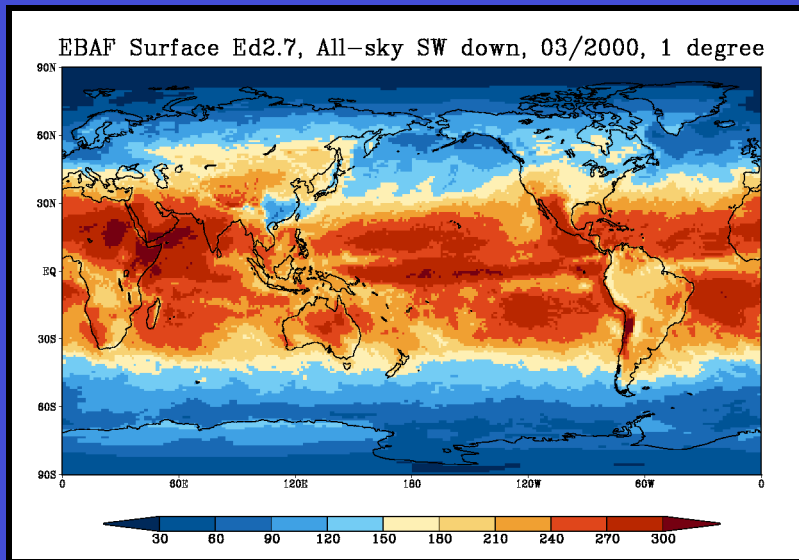 EBAF Surface Ed2.7, All-sky SW down, 03/2000, 1 degree
90N
60N
30N
EQ
30S
60S
90S
0 60E 120E 180 120W 60W 0
30 60 90 120 150 180 210 240 270 300